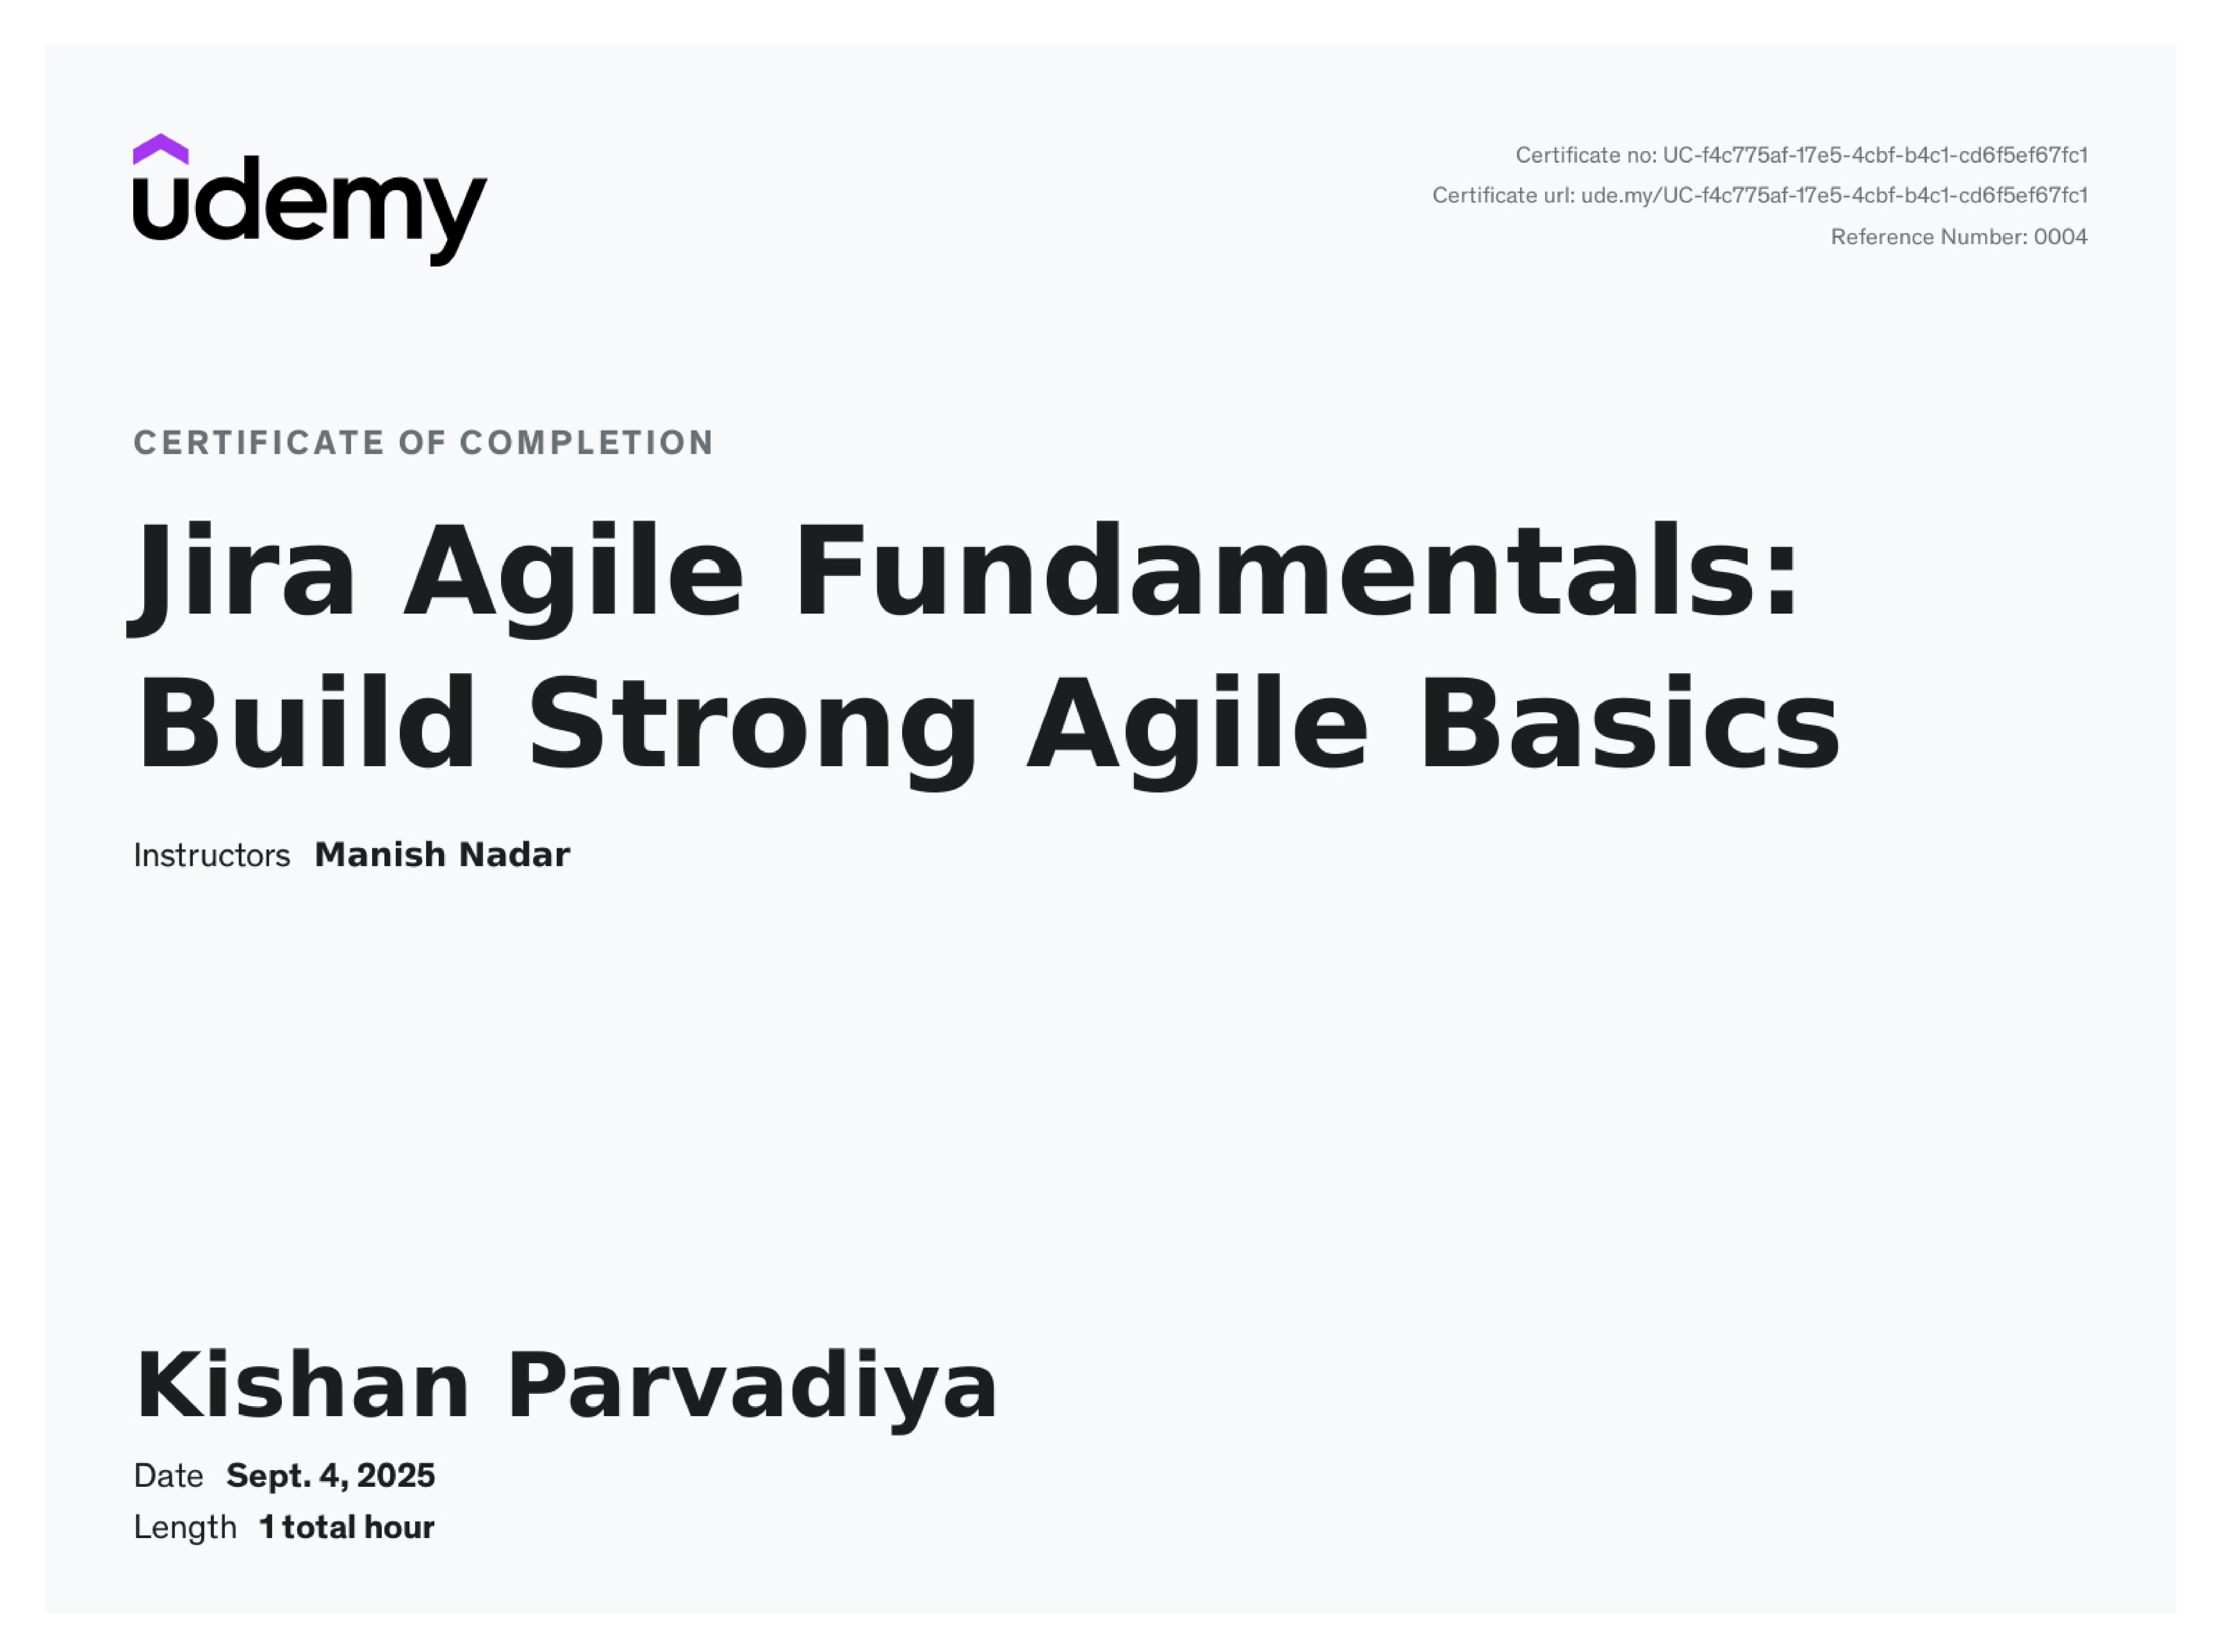 udemy
Certificate no: UC-f4c775af-17e5-4cbf-b4c1-cd6f5ef67fc1
Certificate url: ude.my/UC-f4c775af-17e5-4cbf-b4c1-cd6f5ef67fc1
Reference Number: 0004
CERTIFICATE OF COMPLETION
Jira Agile Fundamentals:
Build Strong Agile Basics
Instructors Manish Nadar
Kishan Parvadiya
Date Sept. 4, 2025
Length 1 total hour